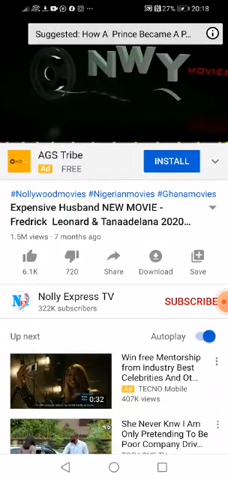 27% 20:18
Suggested: How A Prince Became A P...
NWY
MOVIE
AGS Tribe
Ad FREE
INSTALL
#Nollywoodmovies #Nigerianmovies #Ghanamovies
Expensive Husband NEW MOVIE -
Fredrick Leonard & Tanaadelana 2020...
1.5M views · 7 months ago
6.1K
720
Share
Download
Save
Nolly Express TV
322K subscribers
SUBSCRIBE
Up next
Autoplay
0:32
Win free Mentorship
from Industry Best
Celebrities And Ot...
Ad TECNO Mobile
407K views
She Never Knw I Am
Only Pretending To Be
Poor Company Driv...